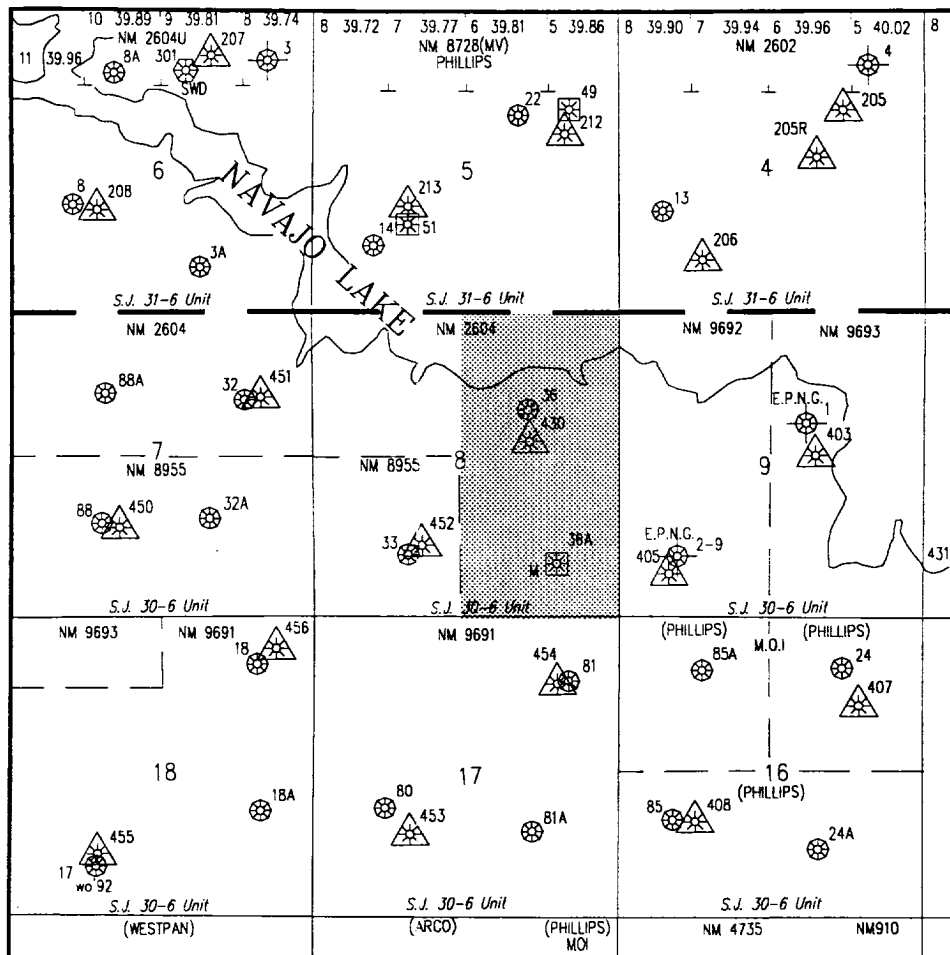 10 39.89 9 39.81 8 39.74
8 39.72 7 39.77 6 39.81 5 39.86
8 39.90 7 39.94 6 39.96 5 40.02 8
NM 2604U
207
3
NM 8728(MV)
PHILLIPS
NM 2602
4
11 39.96
8A
301
SWD
22
49
212
205
205R
6
5
4
8
208
213
51
14
13
206
3A
NAVAJO LAKE
S.J. 31-6 Unit
S.J. 31-6 Unit
S.J. 31-6 Unit
NM 2604
NM 2604
NM 9692
NM 9693
88A
32
451
36
430
E.P.N.G. 1
403
7
NM 8955
NM 8955
8
9
88
450
32A
33
452
38A
M
E.P.N.G.
2-9
405
431
S.J. 30-6 Unit
S.J. 30-6 Unit
S.J. 30-6 Unit
NM 9693
NM 9691
456
NM 9691
(PHILLIPS)
(PHILLIPS)
M.O.I
18
454
81
85A
24
407
18
17
16
(PHILLIPS)
18A
80
453
81A
85
408
24A
455
17
wo'92
S.J. 30-6 Unit
S.J. 30-6 Unit
S.J. 30-6 Unit
(WESTPAN)
(ARCO)
(PHILLIPS
MOI
NM 4735
NM910